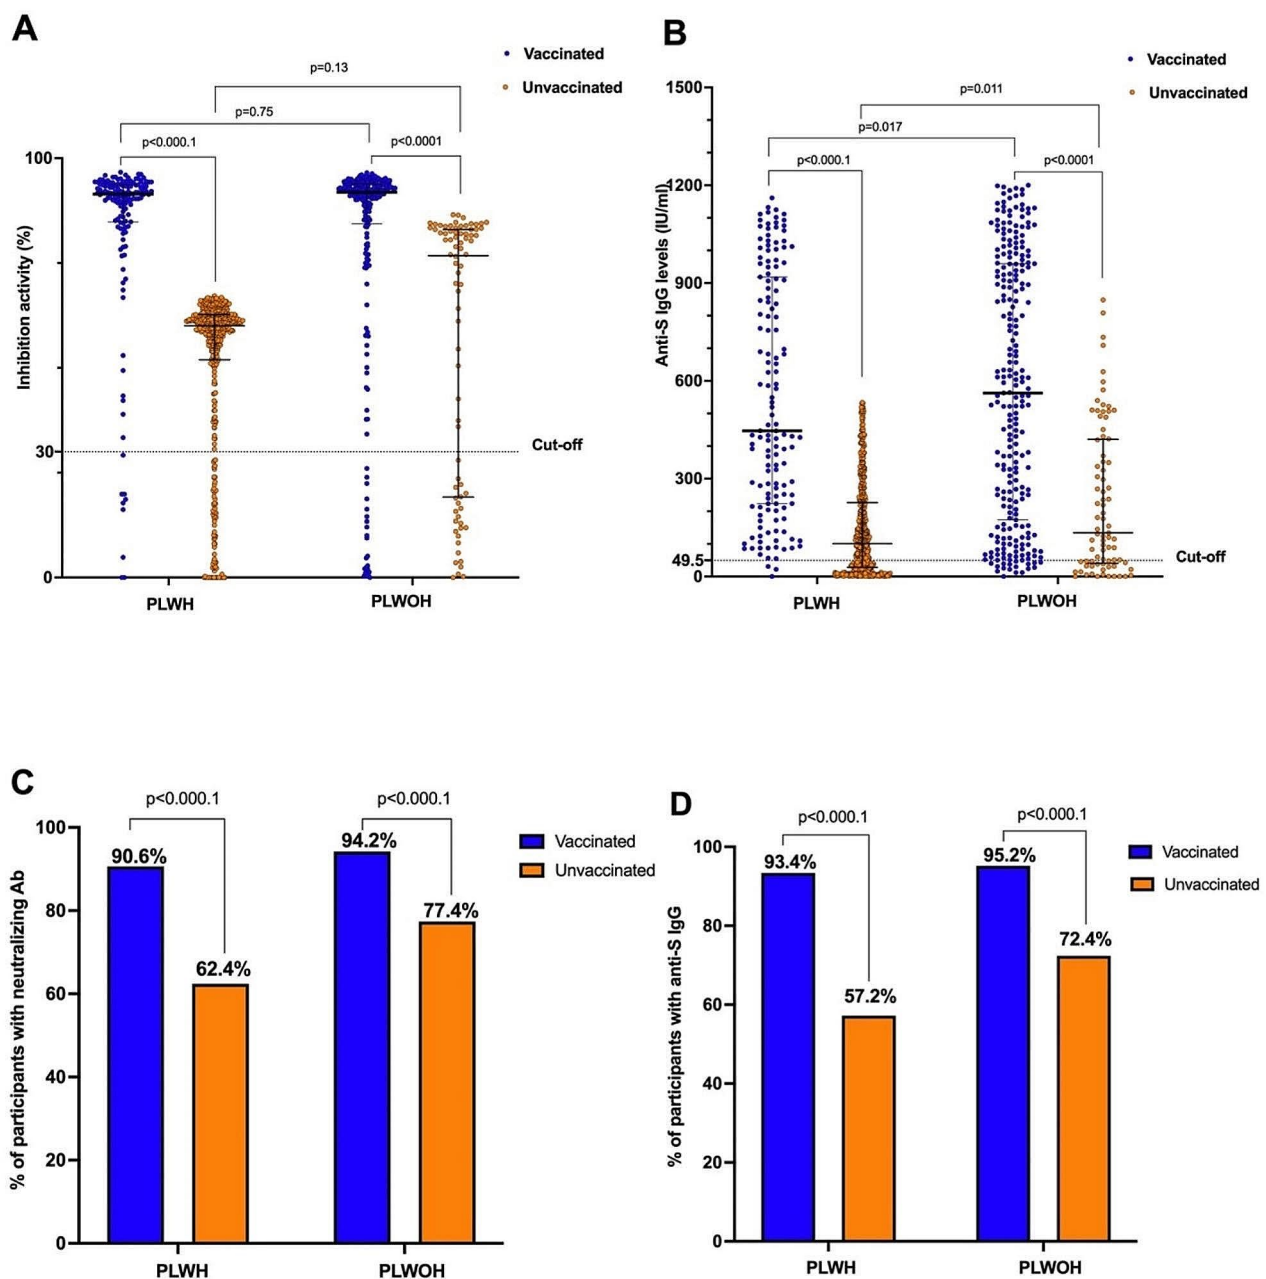 A
Vaccinated
Unvaccinated
p=0.13
p=0.75
p<0.000.1
p<0.0001
100
30
0
Inhibition activity (%)
Cut-off
PLWH
PLWOH
B
Vaccinated
Unvaccinated
p=0.011
p=0.017
p<0.000.1
p<0.0001
1500
1200
900
600
300
49.5
0
Anti-S IgG levels (IU/ml)
Cut-off
PLWH
PLWOH
C
p<0.000.1
p<0.000.1
Vaccinated
Unvaccinated
100
80
60
40
20
0
% of participants with neutralizing Ab
90.6%
62.4%
94.2%
77.4%
PLWH
PLWOH
D
p<0.000.1
p<0.000.1
Vaccinated
Unvaccinated
100
80
60
40
20
0
% of participants with anti-S IgG
93.4%
57.2%
95.2%
72.4%
PLWH
PLWOH